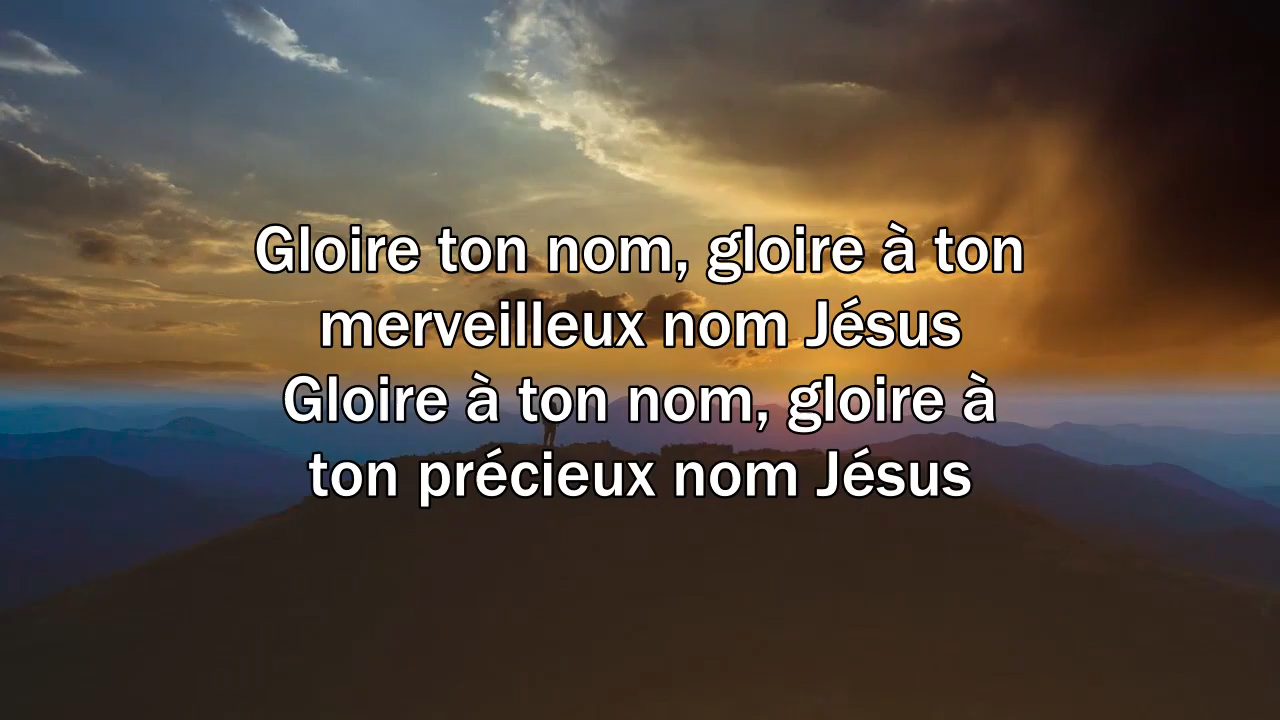 Gloire ton nom, gloire à ton
merveilleux nom Jésus
Gloire à ton nom, gloire à
ton précieux nom Jésus